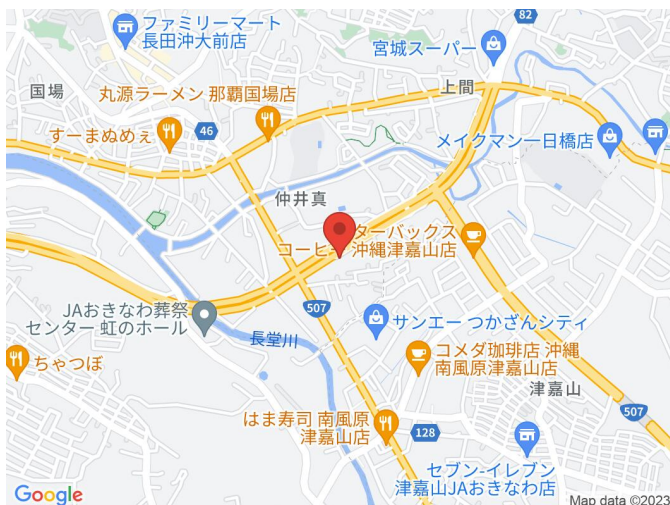 ファミリーマート
長田沖大前店
82
宮城スーパー
国場
上間
丸源ラーメン 那覇国場店
46
すーまぬめぇ
メイクマン一日橋店
仲井真
ターバックス
コーヒー 沖縄津嘉山店
507
JAおきなわ葬祭
センター 虹のホール
長堂川
サンエー つかざんシティ
コメダ珈琲店 沖縄
南風原津嘉山店
ちゃつぼ
津嘉山
507
はま寿司 南風原
津嘉山店
128
セブン-イレブン
津嘉山JAおきなわ店
Google
Map data ©2023